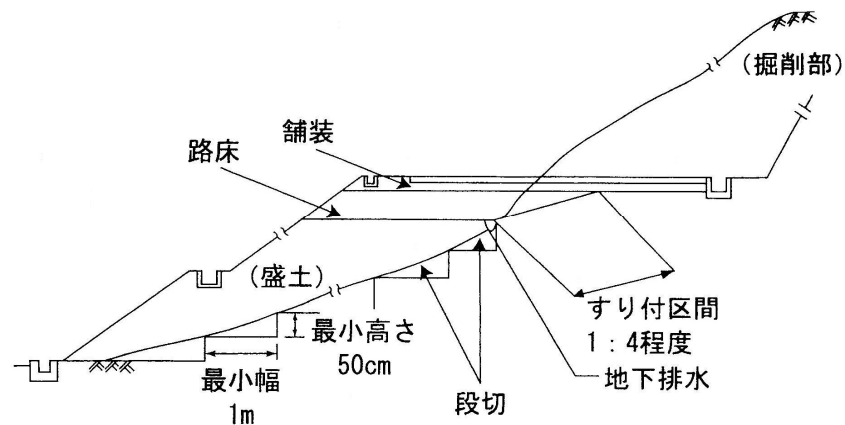 (掘削部)
舗装
路床
(盛土)
すり付区間
1:4程度
地下排水
最小高さ
50cm
最小幅
1m
段切